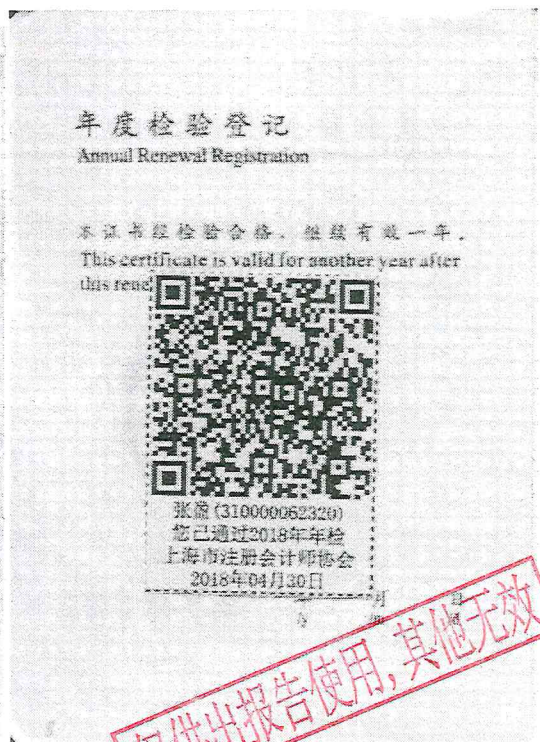 年度检验登记
Annual Renewal Registration
本证书经检验合格，继续有效一年。
This certificate is valid for another year after
this rene
(310000062320)
您已通过2018年年检
上海市注册会计师协会
2018年04月30日
月 日
仅供出报告使用,其他无效